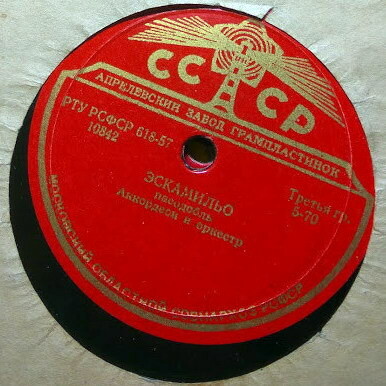 СССР
АПРЕЛЕВСКИЙ ЗАВОД ГРАМПЛАСТИНОК
РТУ РСФСР 618-57
10842
ЭСКАМИЛЬО
пасодобль
Аккордеон и оркестр
Третья гр.
5-70
МОСКОВСКИЙ ОБЛАСТНОЙ СОВНАРХОЗ РСФСР